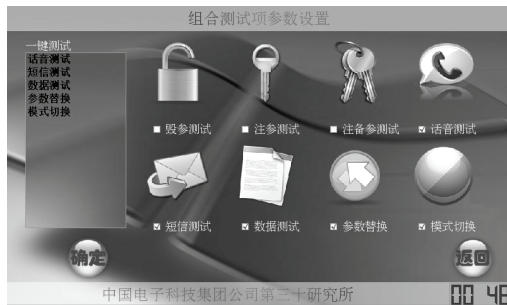 组合测试项参数设置
一键测试
话音测试
短信测试
数据测试
参数替换
模式切换
毁参测试
注参测试
注备参测试
话音测试
短信测试
数据测试
参数替换
模式切换
确定
返回
中国电子科技集团公司第三十研究所
00 48